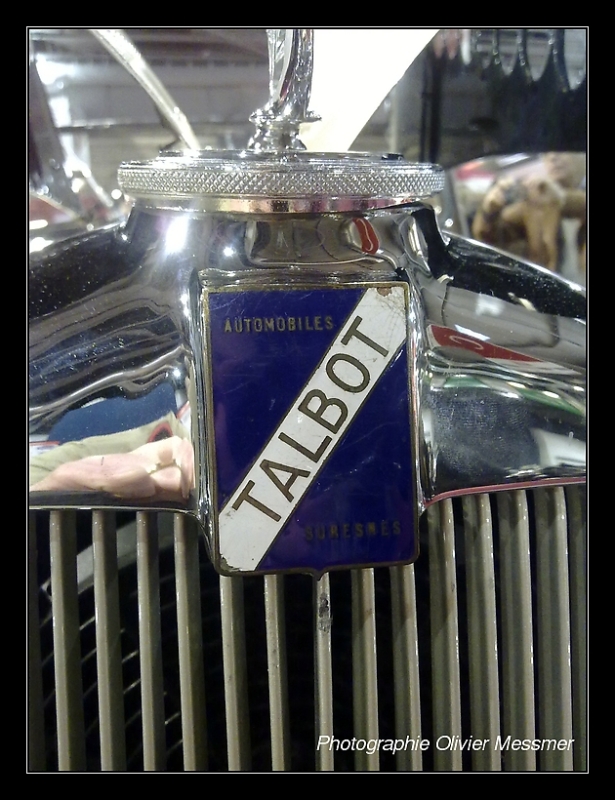 AUTOMOBILES
TALBOT
SURESNES
Photographie Olivier Messmer